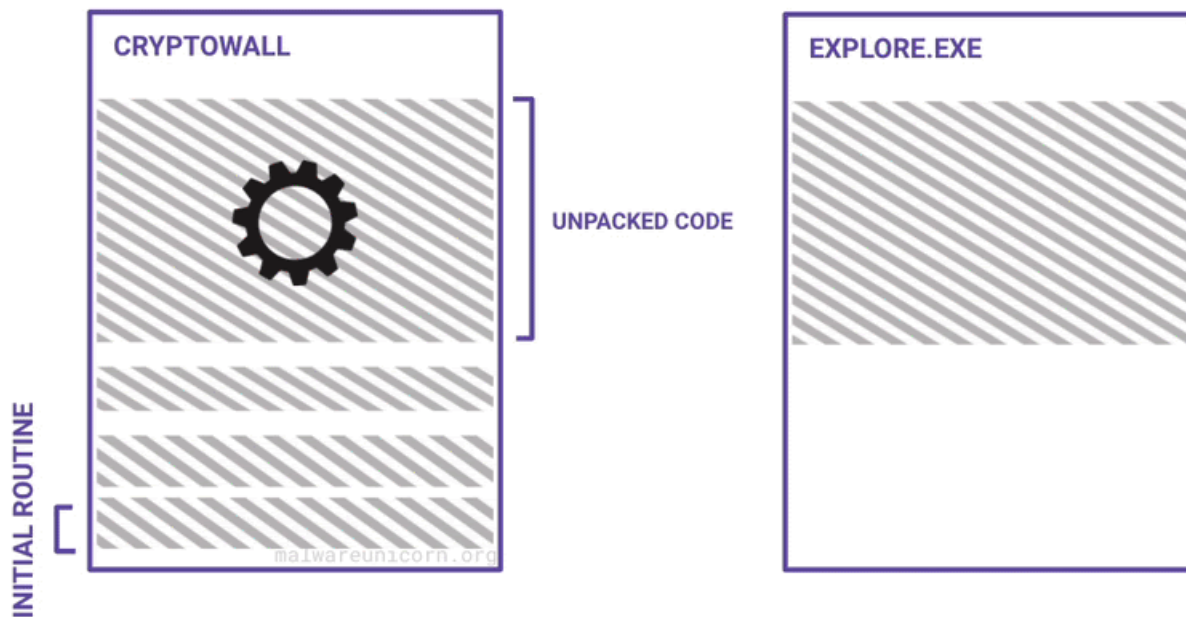 CRYPTOWALL
EXPLORE.EXE
UNPACKED CODE
INITIAL ROUTINE
malwareunicorn.org